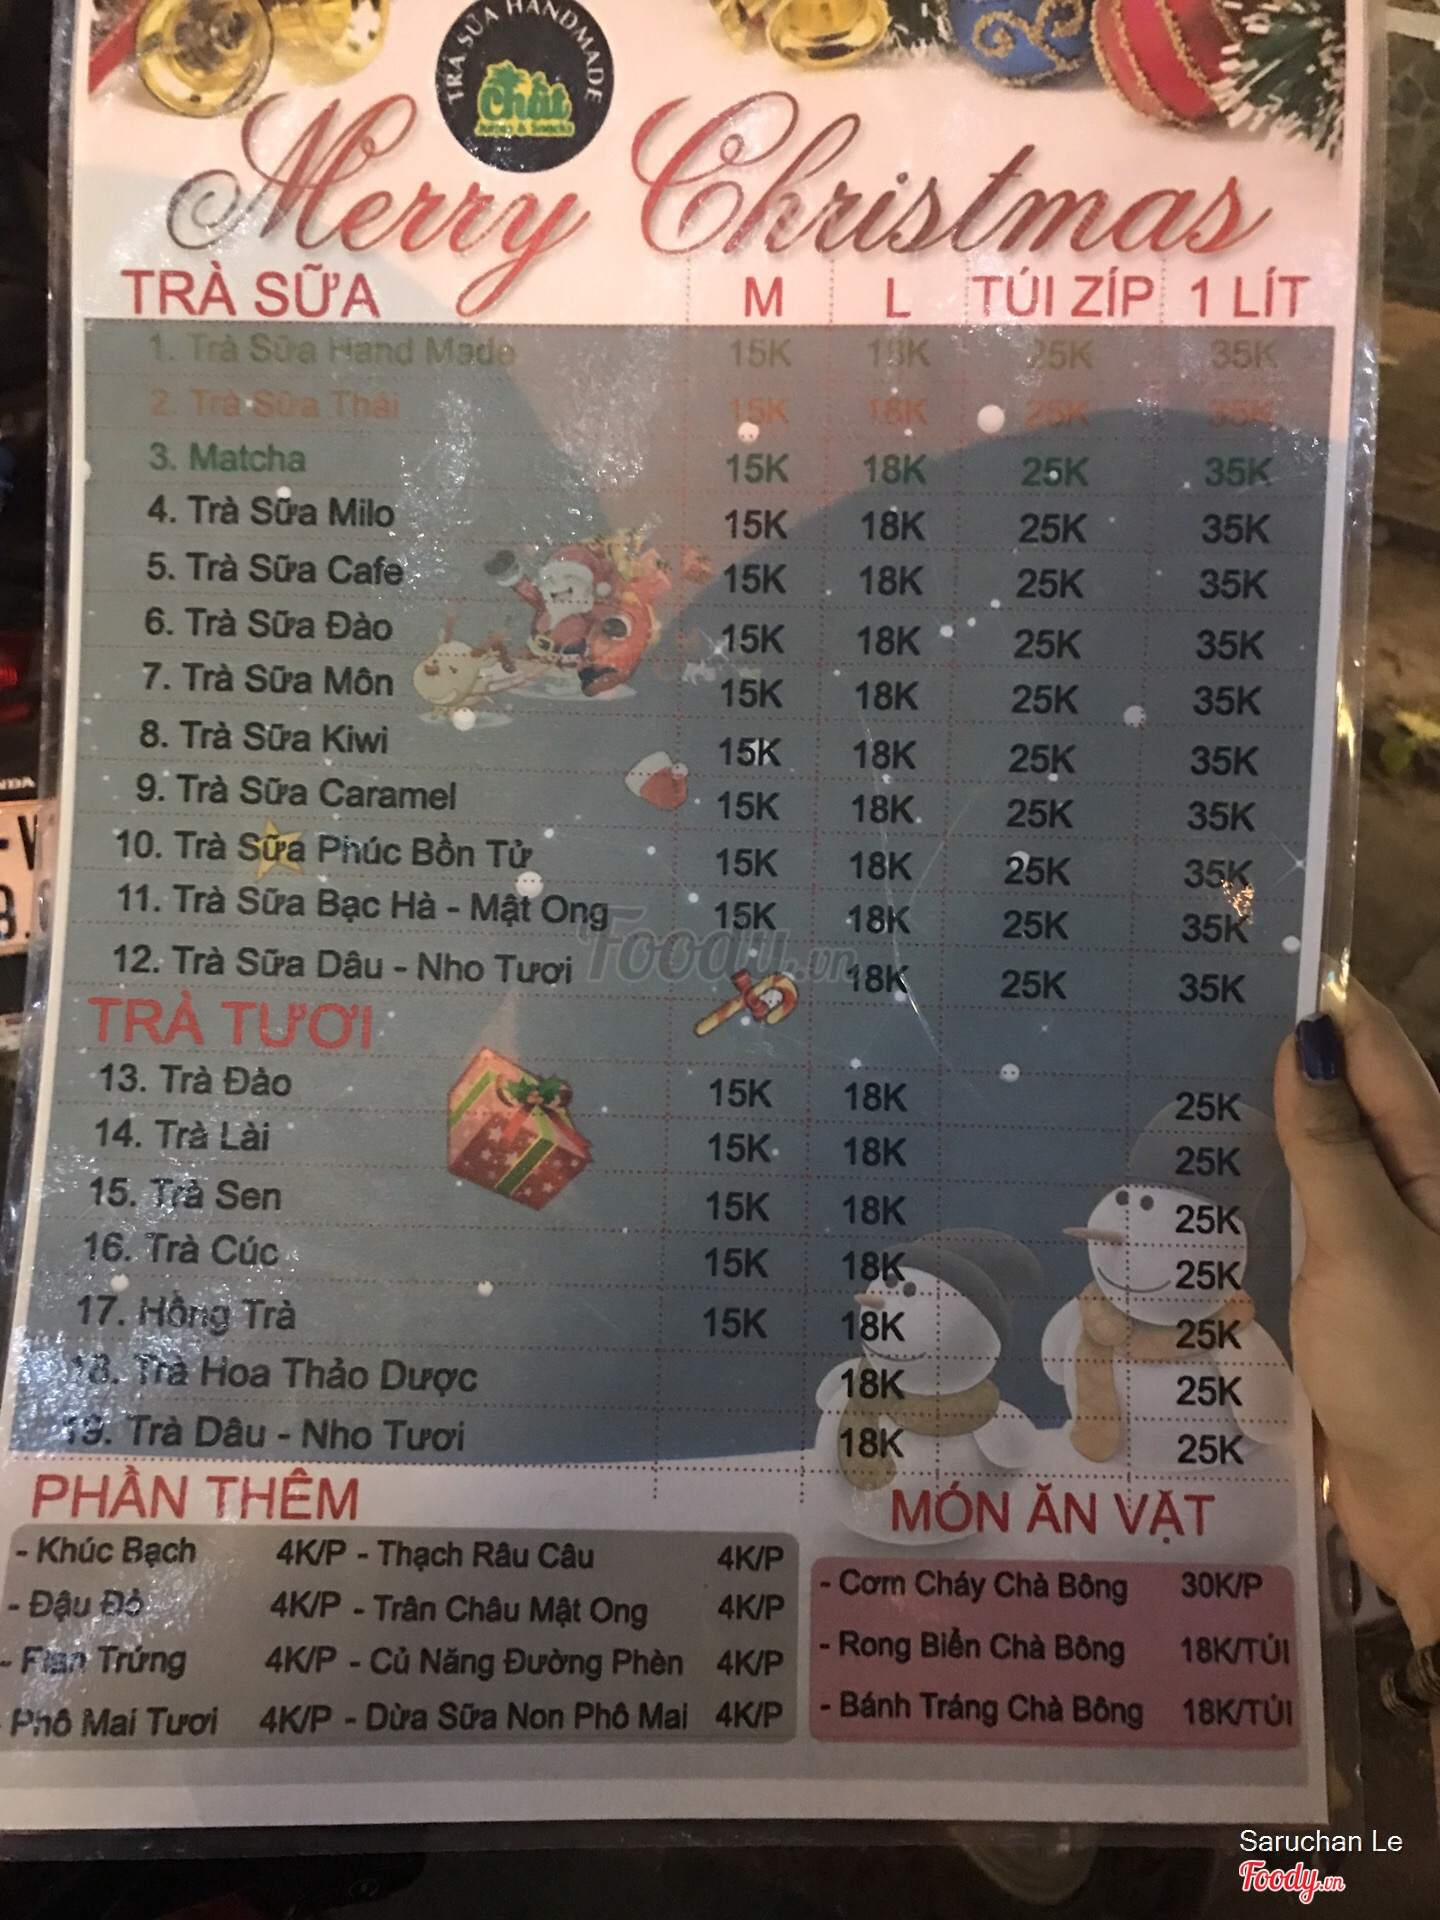 TRÀ SỮA HANDMADE
Chất
Juices & Snacks
Merry Christmas
TRÀ SỮA M L TÚI ZÍP 1 LÍT
1. Trà Sữa Hand Made 15K 18K 25K 35K
2. Trà Sữa Thái 15K 18K 25K 35K
3. Matcha 15K 18K 25K 35K
4. Trà Sữa Milo 15K 18K 25K 35K
5. Trà Sữa Cafe 15K 18K 25K 35K
6. Trà Sữa Đào 15K 18K 25K 35K
7. Trà Sữa Môn 15K 18K 25K 35K
8. Trà Sữa Kiwi 15K 18K 25K 35K
9. Trà Sữa Caramel 15K 18K 25K 35K
10. Trà Sữa Phúc Bồn Tử 15K 18K 25K 35K
11. Trà Sữa Bạc Hà - Mật Ong 15K 18K 25K 35K
12. Trà Sữa Dâu - Nho Tươi 18K 25K 35K
Foody.vn
TRÀ TƯƠI
13. Trà Đào 15K 18K 25K
14. Trà Lài 15K 18K 25K
15. Trà Sen 15K 18K 25K
16. Trà Cúc 15K 18K 25K
17. Hồng Trà 15K 18K 25K
18. Trà Hoa Thảo Dược 18K 25K
19. Trà Dâu - Nho Tươi 18K 25K
PHẦN THÊM
- Khúc Bạch 4K/P - Thạch Râu Câu 4K/P
- Đậu Đỏ 4K/P - Trân Châu Mật Ong 4K/P
- Flan Trứng 4K/P - Củ Năng Đường Phèn 4K/P
Phô Mai Tươi 4K/P - Dừa Sữa Non Phô Mai 4K/P
MÓN ĂN VẶT
- Cơm Cháy Chà Bông 30K/P
- Rong Biển Chà Bông 18K/TÚI
- Bánh Tráng Chà Bông 18K/TÚI
Saruchan Le
Foody.vn